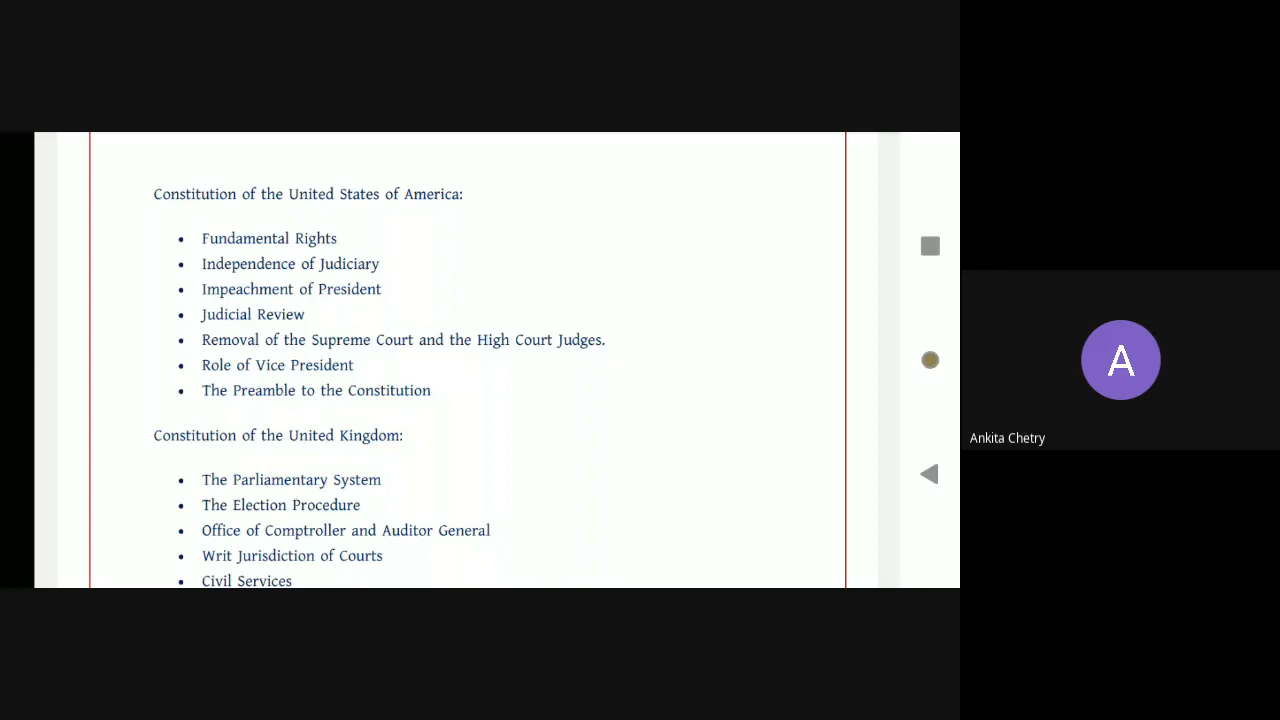 Constitution of the United States of America:
• Fundamental Rights
• Independence of Judiciary
• Impeachment of President
• Judicial Review
• Removal of the Supreme Court and the High Court Judges.
• Role of Vice President
• The Preamble to the Constitution
Constitution of the United Kingdom:
• The Parliamentary System
• The Election Procedure
• Office of Comptroller and Auditor General
• Writ Jurisdiction of Courts
• Civil Services
A
Ankita Chetry